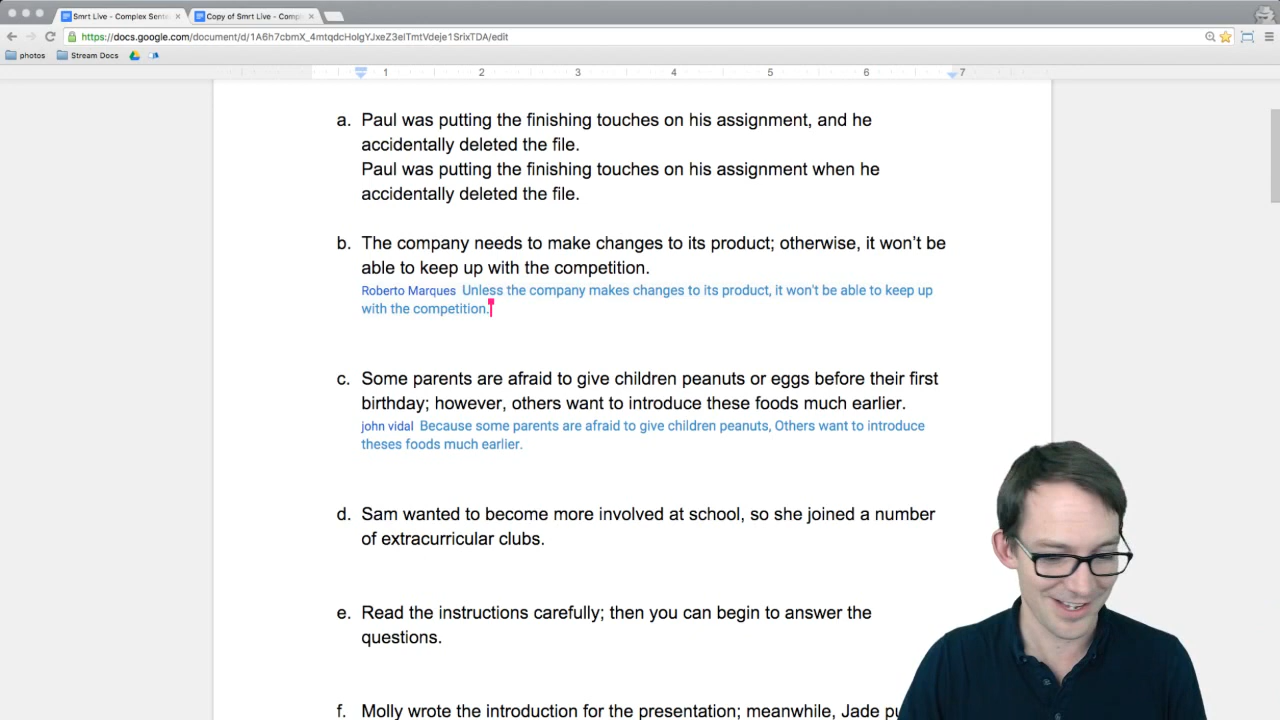 Smrt Live - Complex Sente
Copy of Smrt Live - Comple
https://docs.google.com/document/d/1A6h7cbmX_4mtqdcHolgYJxeZ3elTmtVdeje1SrixTDA/edit
photos Stream Docs
1 2 3 4 5 6 7
a. Paul was putting the finishing touches on his assignment, and he
accidentally deleted the file.
Paul was putting the finishing touches on his assignment when he
accidentally deleted the file.
b. The company needs to make changes to its product; otherwise, it won’t be
able to keep up with the competition.
Roberto Marques Unless the company makes changes to its product, it won't be able to keep up
with the competition.
c. Some parents are afraid to give children peanuts or eggs before their first
birthday; however, others want to introduce these foods much earlier.
john vidal Because some parents are afraid to give children peanuts, Others want to introduce
theses foods much earlier.
d. Sam wanted to become more involved at school, so she joined a number
of extracurricular clubs.
e. Read the instructions carefully; then you can begin to answer the
questions.
f. Molly wrote the introduction for the presentation; meanwhile, Jade pu